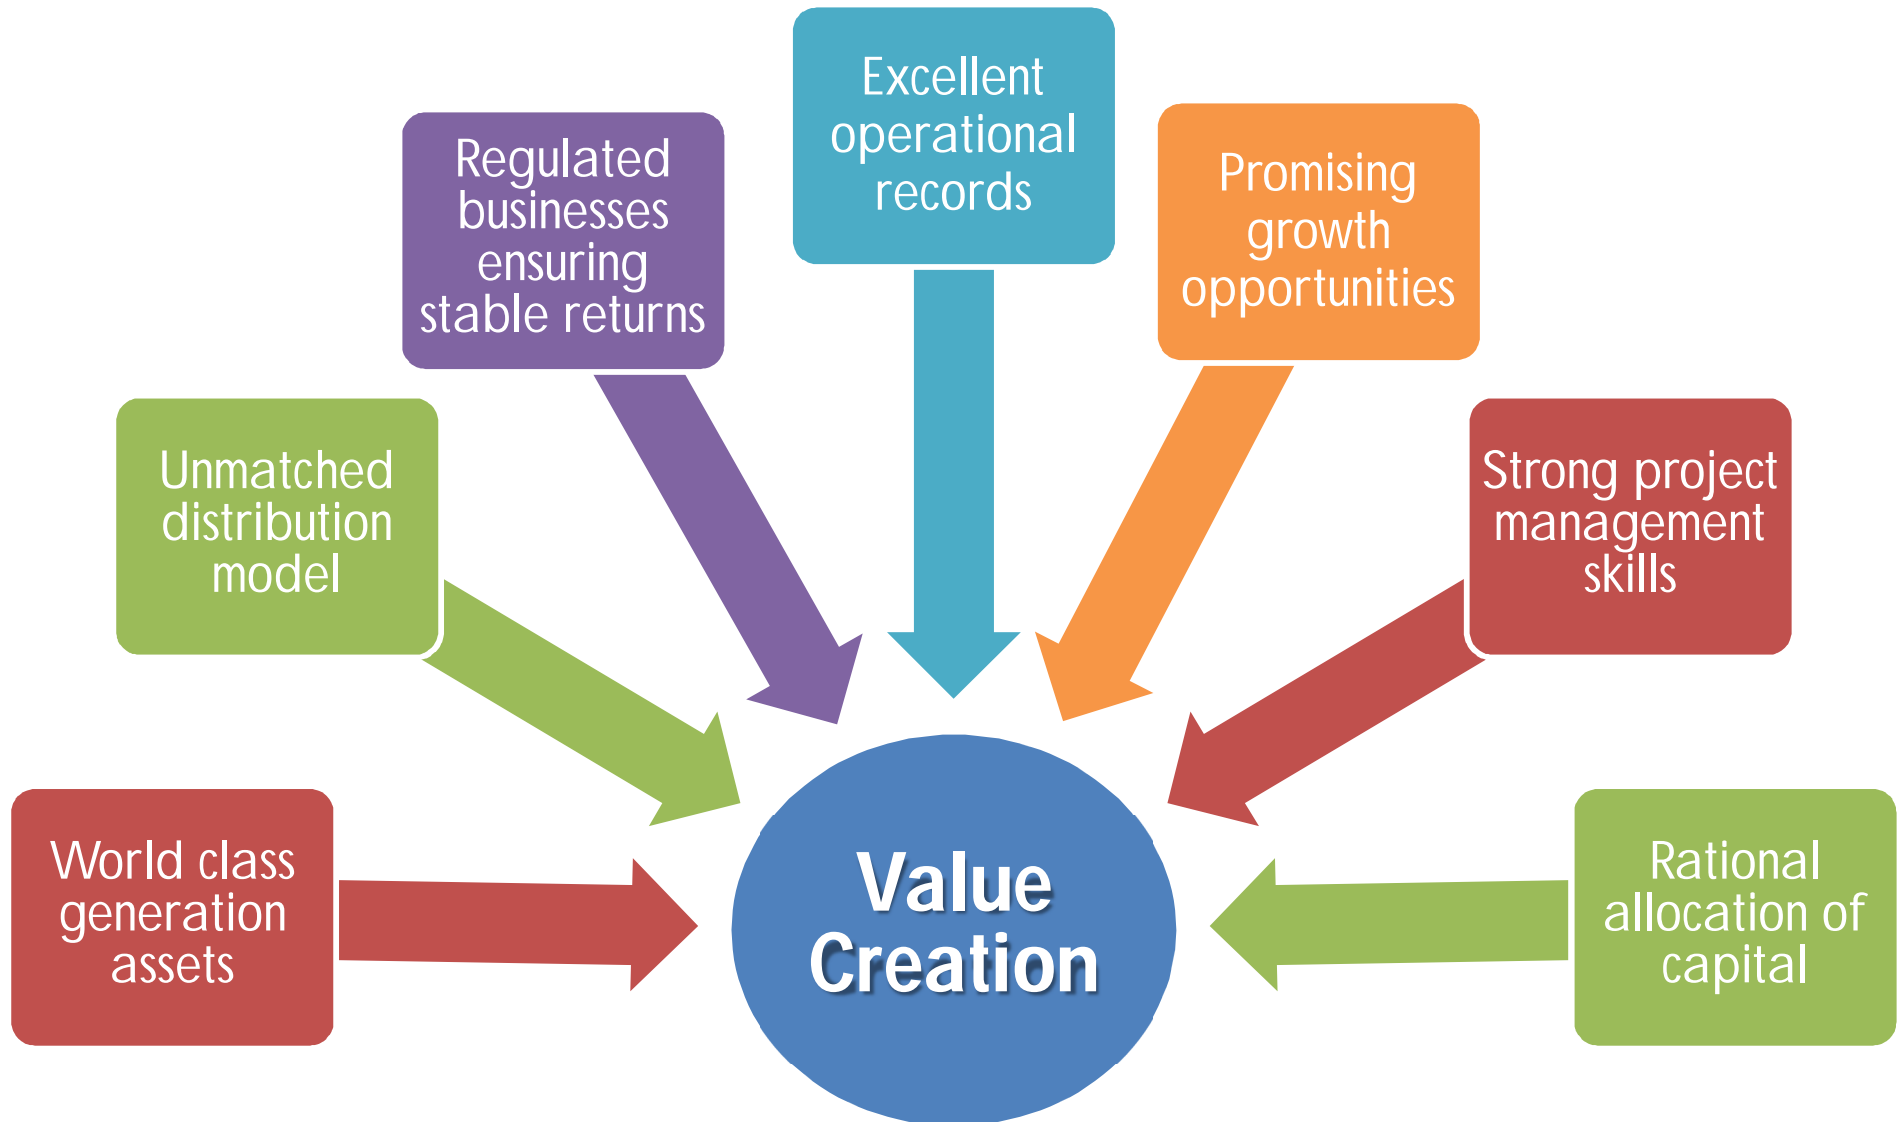 Excellent
operational
records
Regulated
businesses
ensuring
stable returns
Promising
growth
opportunities
Unmatched
distribution
model
Strong project
management
skills
World class
generation
assets
Value
Creation
Rational
allocation of
capital